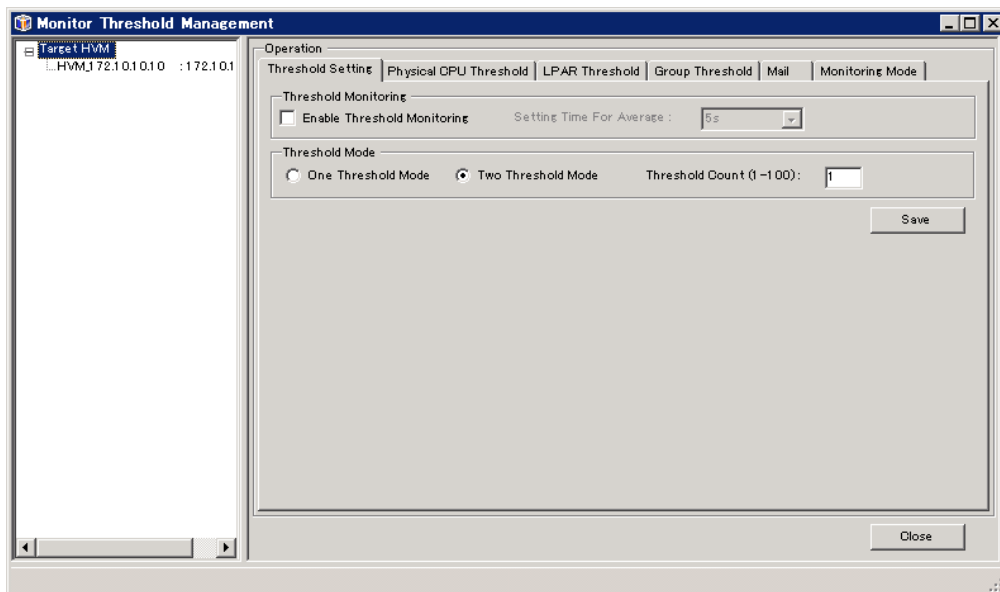 Monitor Threshold Management
Target HVM
HVM_172.10.10.10 :172.10.1
Operation
Threshold Setting Physical CPU Threshold LPAR Threshold Group Threshold Mail Monitoring Mode
Threshold Monitoring
Enable Threshold Monitoring Setting Time For Average : 5s
Threshold Mode
One Threshold Mode Two Threshold Mode Threshold Count (1-100): 1
Save
Close